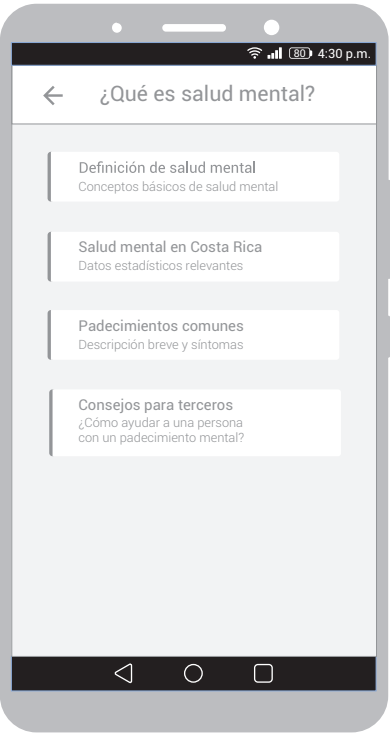 80 4:30 p.m.
¿Qué es salud mental?
Definición de salud mental
Conceptos básicos de salud mental
Salud mental en Costa Rica
Datos estadísticos relevantes
Padecimientos comunes
Descripción breve y síntomas
Consejos para terceros
¿Cómo ayudar a una persona
con un padecimiento mental?